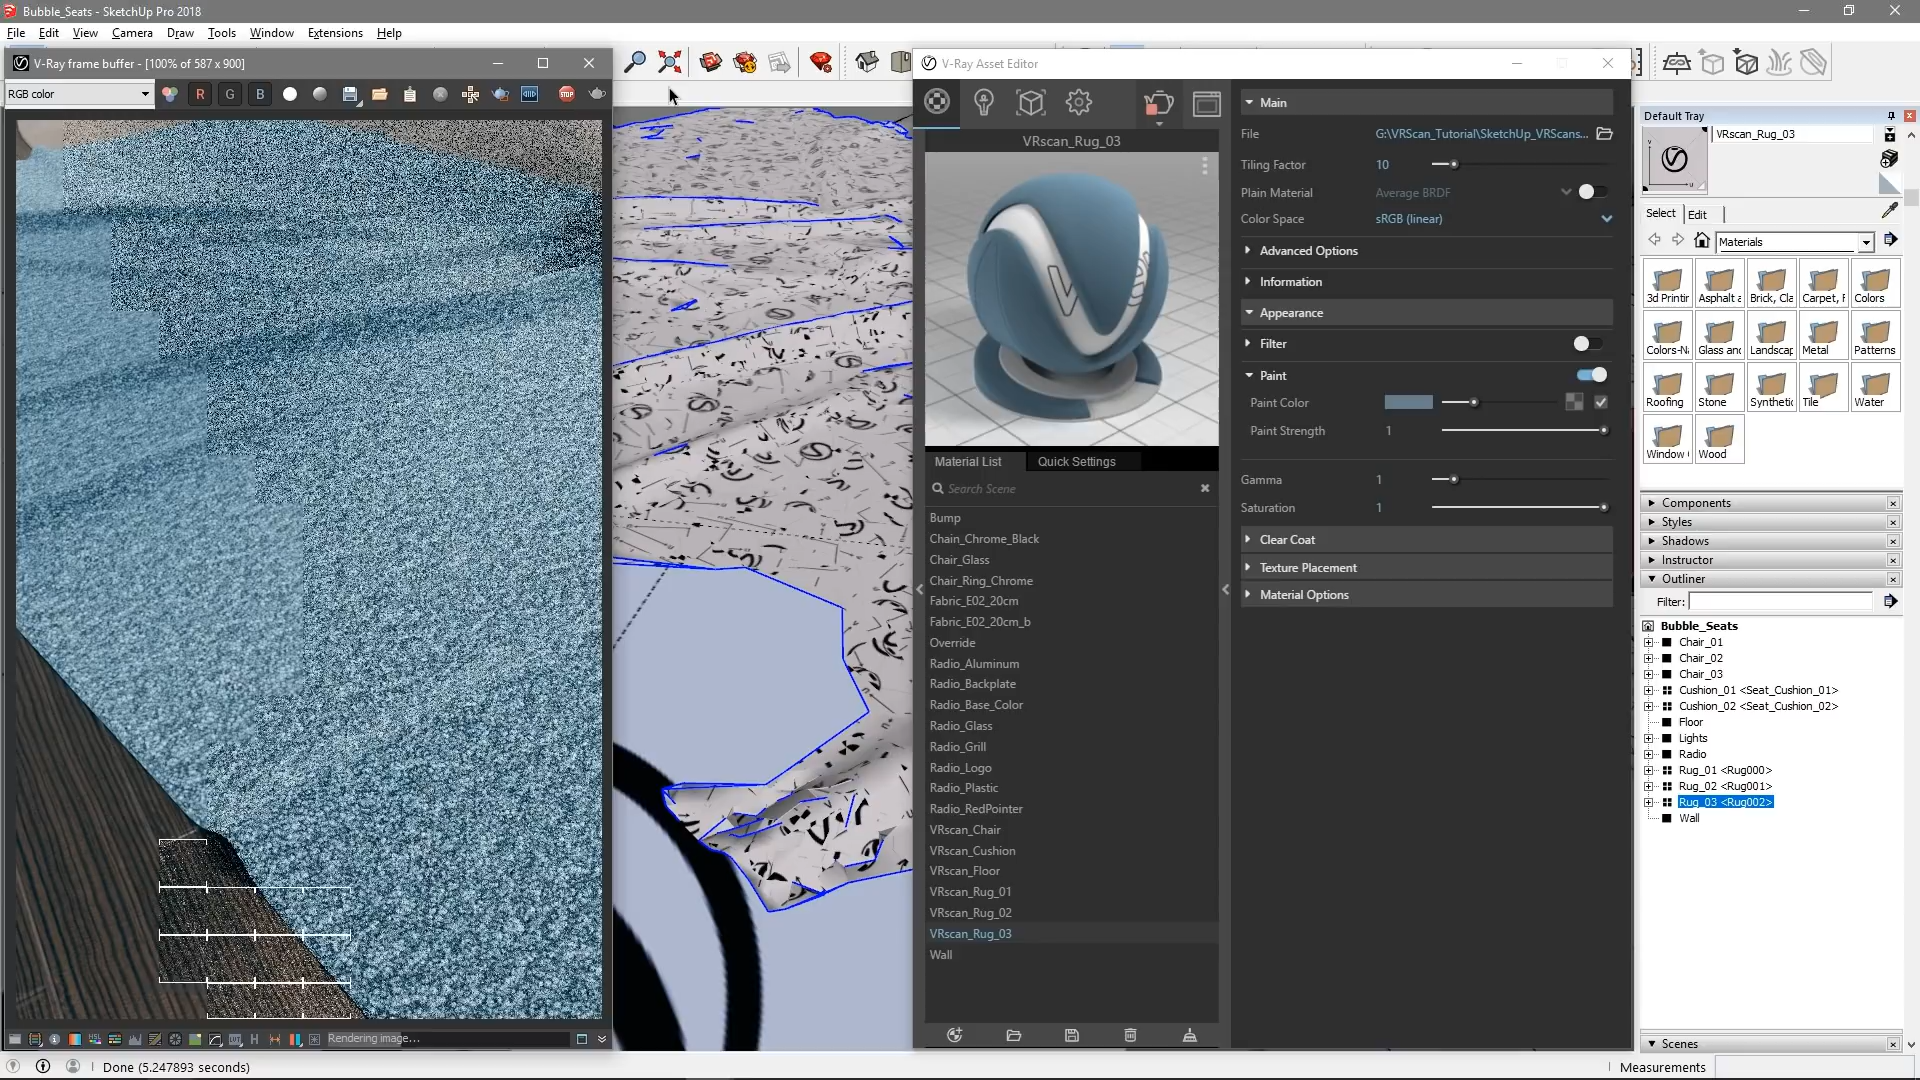 Bubble_Seats - SketchUp Pro 2018
File Edit View Camera Draw Tools Window Extensions Help
V-Ray frame buffer - [100% of 587 x 900]
RGB color
R G B
STOP
Rendering image...
Done (5.247893 seconds)
V-Ray Asset Editor
VRscan_Rug_03
Material List Quick Settings
Search Scene
Bump
Chain_Chrome_Black
Chair_Glass
Chair_Ring_Chrome
Fabric_E02_20cm
Fabric_E02_20cm_b
Override
Radio_Aluminum
Radio_Backplate
Radio_Base_Color
Radio_Glass
Radio_Grill
Radio_Logo
Radio_Plastic
Radio_RedPointer
VRscan_Chair
VRscan_Cushion
VRscan_Floor
VRscan_Rug_01
VRscan_Rug_02
VRscan_Rug_03
Wall
Main
File G:\VRScan_Tutorial\SketchUp_VRScans...
Tiling Factor 10
Plain Material Average BRDF
Color Space sRGB (linear)
Advanced Options
Information
Appearance
Filter
Paint
Paint Color
Paint Strength 1
Gamma 1
Saturation 1
Clear Coat
Texture Placement
Material Options
Default Tray
VRscan_Rug_03
Select Edit
Materials
3d Printin Asphalt a Brick, Cla Carpet, F Colors
Colors-Na Glass and Landscap Metal Patterns
Roofing Stone Synthetic Tile Water
Window Wood
Components
Styles
Shadows
Instructor
Outliner
Filter:
Bubble_Seats
Chair_01
Chair_02
Chair_03
Cushion_01 <Seat_Cushion_01>
Cushion_02 <Seat_Cushion_02>
Floor
Lights
Radio
Rug_01 <Rug000>
Rug_02 <Rug001>
Rug_03 <Rug002>
Wall
Scenes
Measurements